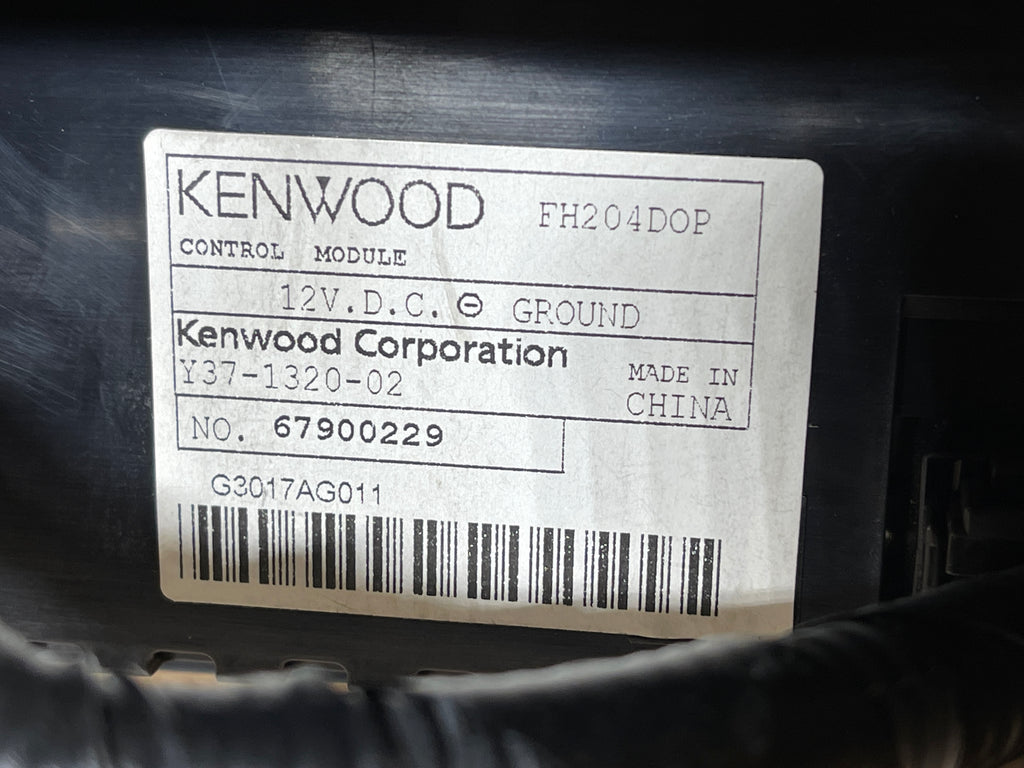 KENWOOD FH204DOP
CONTROL MODULE
12V.D.C. ⊖ GROUND
Kenwood Corporation
Y37-1320-02 MADE IN
CHINA
NO. 67900229
G3017AG011